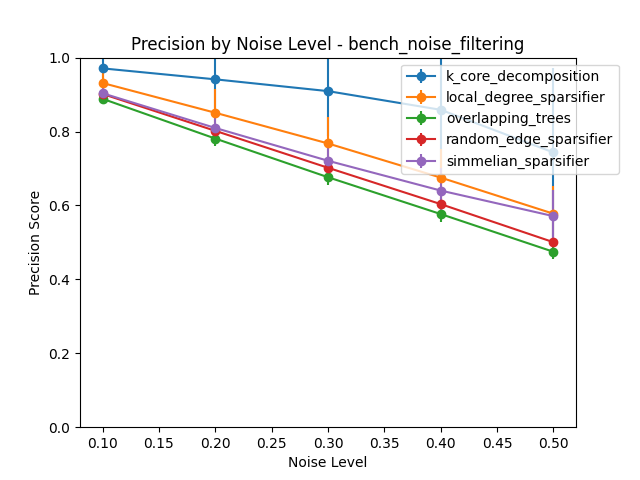 Precision by Noise Level - bench_noise_filtering
1.0
0.8
0.6
0.4
0.2
0.0
Precision Score
k_core_decomposition
local_degree_sparsifier
overlapping_trees
random_edge_sparsifier
simmelian_sparsifier
0.10 0.15 0.20 0.25 0.30 0.35 0.40 0.45 0.50
Noise Level